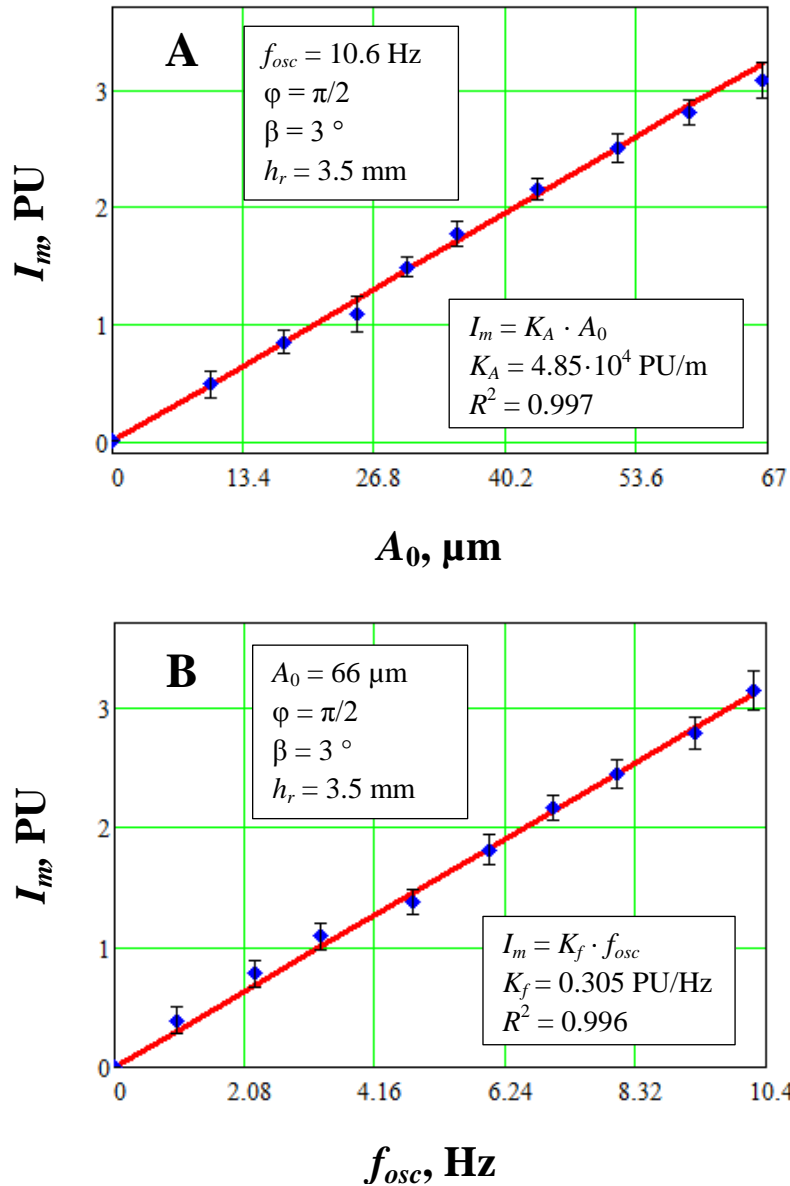 A
f_osc = 10.6 Hz
φ = π/2
β = 3 °
h_r = 3.5 mm
3
2
1
0
I_m, PU
I_m = K_A · A_0
K_A = 4.85·10^4 PU/m
R^2 = 0.997
0 13.4 26.8 40.2 53.6 67
A_0, µm
B
A_0 = 66 µm
φ = π/2
β = 3 °
h_r = 3.5 mm
3
2
1
0
I_m, PU
I_m = K_f · f_osc
K_f = 0.305 PU/Hz
R^2 = 0.996
0 2.08 4.16 6.24 8.32 10.4
f_osc, Hz